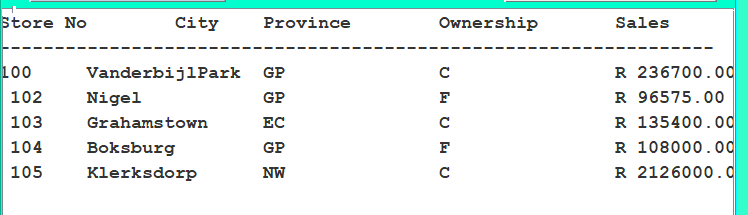 Store No City Province Ownership Sales
-----------------------------------------------------------------
100 VanderbijlPark GP C R 236700.00
102 Nigel GP F R 96575.00
103 Grahamstown EC C R 135400.00
104 Boksburg GP F R 108000.00
105 Klerksdorp NW C R 2126000.0